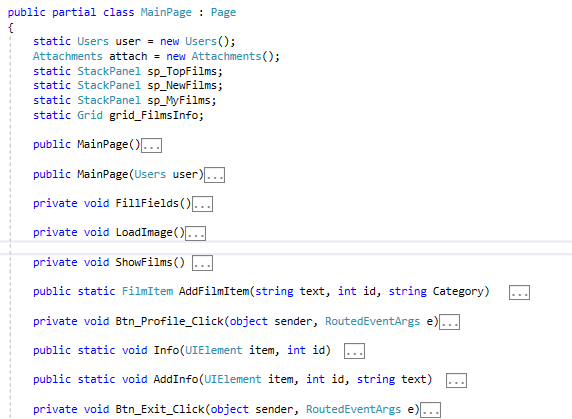 public partial class MainPage : Page
{
static Users user = new Users();
Attachments attach = new Attachments();
static StackPanel sp_TopFilms;
static StackPanel sp_NewFilms;
static StackPanel sp_MyFilms;
static Grid grid_FilmsInfo;
public MainPage()...
public MainPage(Users user)...
private void FillFields()...
private void LoadImage()...
private void ShowFilms() ...
public static FilmItem AddFilmItem(string text, int id, string Category) ...
private void Btn_Profile_Click(object sender, RoutedEventArgs e)...
public static void Info(UIElement item, int id) ...
public static void AddInfo(UIElement item, int id, string text) ...
private void Btn_Exit_Click(object sender, RoutedEventArgs e)...